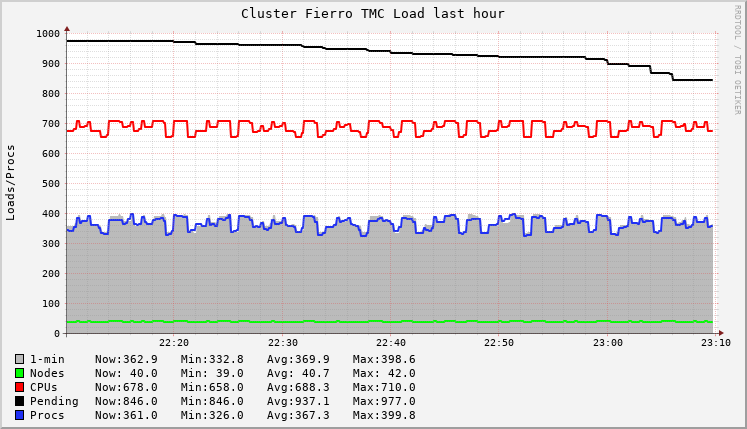 Cluster Fierro TMC Load last hour
RRDTOOL / TOBI OETIKER
Loads/Procs
1000
900
800
700
600
500
400
300
200
100
0
22:20 22:30 22:40 22:50 23:00 23:10
1-min Now:362.9 Min:332.8 Avg:369.9 Max:398.6
Nodes Now: 40.0 Min: 39.0 Avg: 40.7 Max: 42.0
CPUs Now:678.0 Min:658.0 Avg:688.3 Max:710.0
Pending Now:846.0 Min:846.0 Avg:937.1 Max:977.0
Procs Now:361.0 Min:326.0 Avg:367.3 Max:399.8